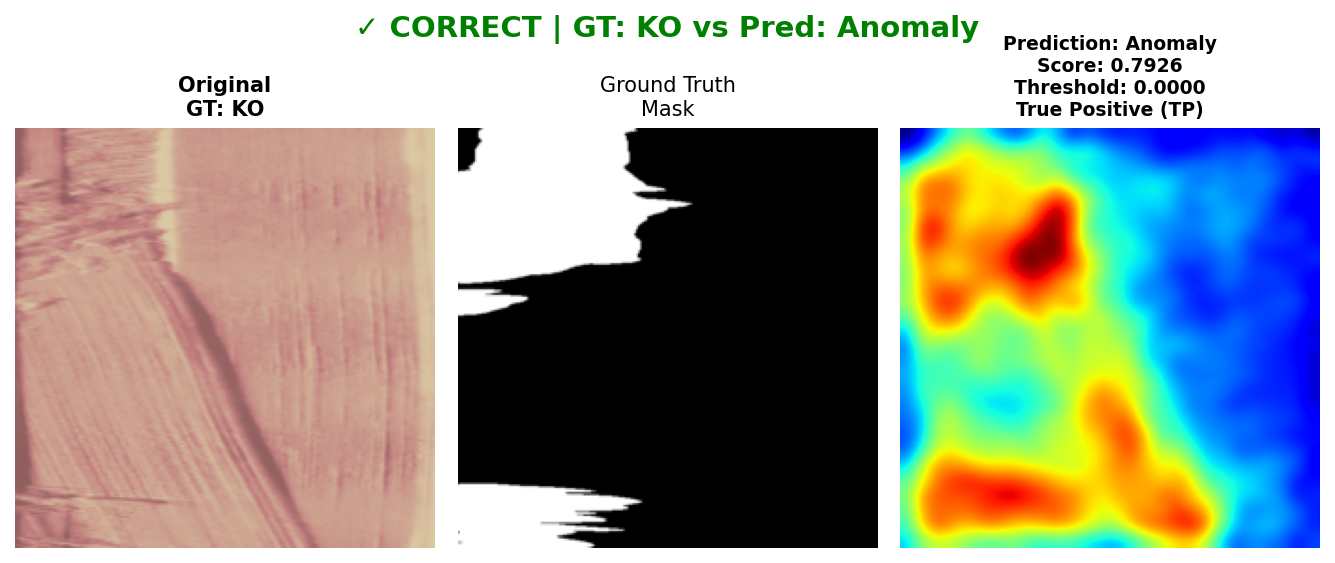 ✓ CORRECT | GT: KO vs Pred: Anomaly
Original
GT: KO
Ground Truth
Mask
Prediction: Anomaly
Score: 0.7926
Threshold: 0.0000
True Positive (TP)